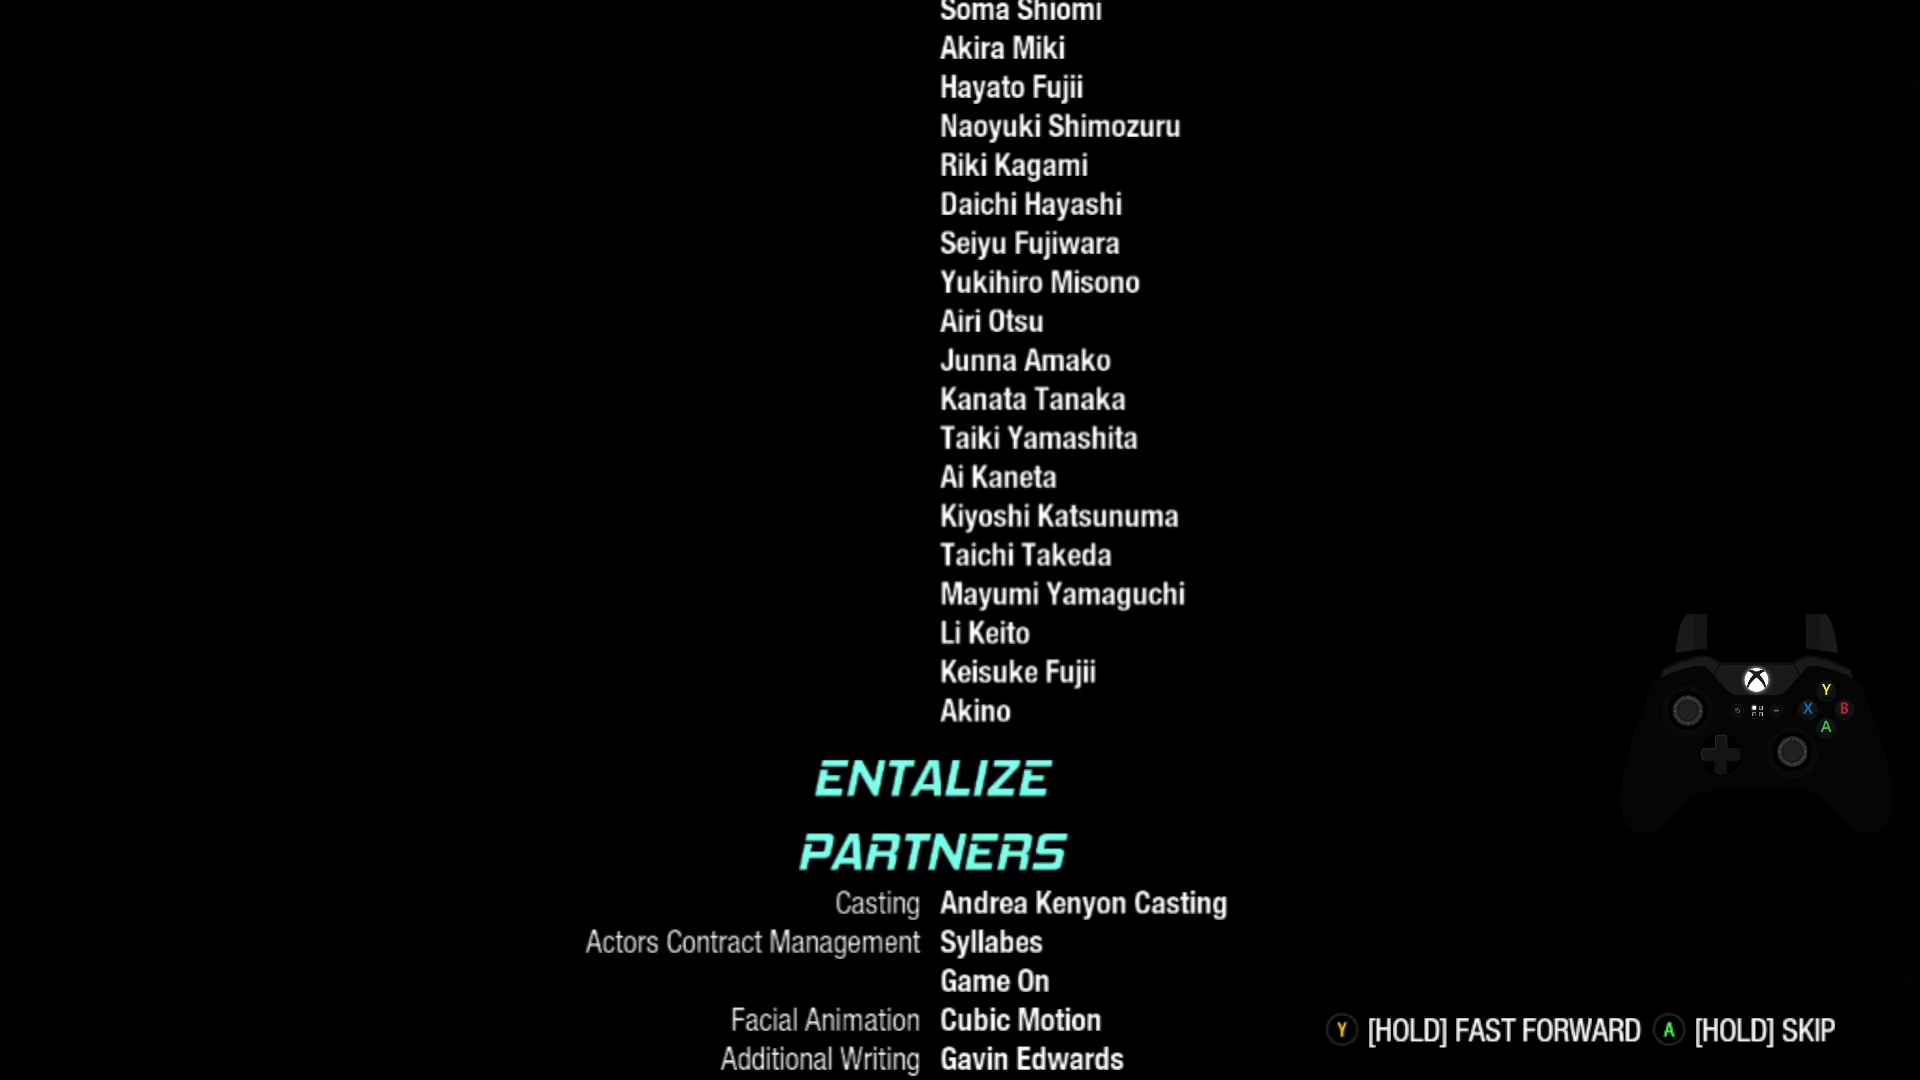 Soma Shiomi
Akira Miki
Hayato Fujii
Naoyuki Shimozuru
Riki Kagami
Daichi Hayashi
Seiyu Fujiwara
Yukihiro Misono
Airi Otsu
Junna Amako
Kanata Tanaka
Taiki Yamashita
Ai Kaneta
Kiyoshi Katsunuma
Taichi Takeda
Mayumi Yamaguchi
Li Keito
Keisuke Fujii
Akino
ENTALIZE
PARTNERS
Casting Andrea Kenyon Casting
Actors Contract Management Syllabes
Game On
Facial Animation Cubic Motion
Additional Writing Gavin Edwards
Y [HOLD] FAST FORWARD A [HOLD] SKIP
Y
X B
A